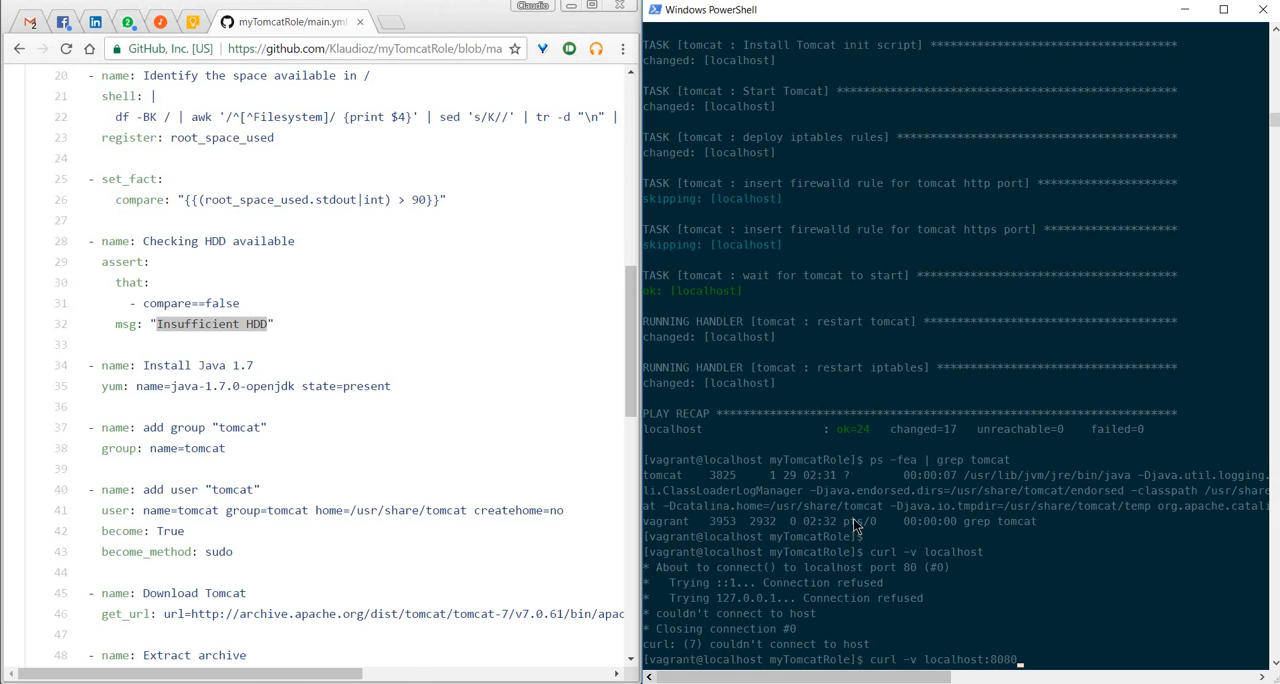 Claudio
myTomcatRole/main.yml
GitHub, Inc. [US] https://github.com/Klaudioz/myTomcatRole/blob/ma
20 - name: Identify the space available in /
21 shell: |
22 df -BK / | awk '/^[^Filesystem]/ {print $4}' | sed 's/K//' | tr -d "\n" |
23 register: root_space_used
24
25 - set_fact:
26 compare: "{{(root_space_used.stdout|int) > 90}}"
27
28 - name: Checking HDD available
29 assert:
30 that:
31 - compare==false
32 msg: "Insufficient HDD"
33
34 - name: Install Java 1.7
35 yum: name=java-1.7.0-openjdk state=present
36
37 - name: add group "tomcat"
38 group: name=tomcat
39
40 - name: add user "tomcat"
41 user: name=tomcat group=tomcat home=/usr/share/tomcat createhome=no
42 become: True
43 become_method: sudo
44
45 - name: Download Tomcat
46 get_url: url=http://archive.apache.org/dist/tomcat/tomcat-7/v7.0.61/bin/apac
47
48 - name: Extract archive
Windows PowerShell
TASK [tomcat : Install Tomcat init script] *************************************
changed: [localhost]
TASK [tomcat : Start Tomcat] ***************************************************
changed: [localhost]
TASK [tomcat : deploy iptables rules] ******************************************
changed: [localhost]
TASK [tomcat : insert firewalld rule for tomcat http port] *********************
skipping: [localhost]
TASK [tomcat : insert firewalld rule for tomcat https port] ********************
skipping: [localhost]
TASK [tomcat : wait for tomcat to start] ***************************************
ok: [localhost]
RUNNING HANDLER [tomcat : restart tomcat] **************************************
changed: [localhost]
RUNNING HANDLER [tomcat : restart iptables] ************************************
changed: [localhost]
PLAY RECAP *********************************************************************
localhost : ok=24 changed=17 unreachable=0 failed=0
[vagrant@localhost myTomcatRole]$ ps -fea | grep tomcat
tomcat 3825 1 29 02:31 ? 00:00:07 /usr/lib/jvm/jre/bin/java -Djava.util.logging.
li.ClassLoaderLogManager -Djava.endorsed.dirs=/usr/share/tomcat/endorsed -classpath /usr/share
at -Dcatalina.home=/usr/share/tomcat -Djava.io.tmpdir=/usr/share/tomcat/temp org.apache.catali
vagrant 3953 2932 0 02:32 pts/0 00:00:00 grep tomcat
[vagrant@localhost myTomcatRole]$
[vagrant@localhost myTomcatRole]$ curl -v localhost
* About to connect() to localhost port 80 (#0)
* Trying ::1... Connection refused
* Trying 127.0.0.1... Connection refused
* couldn't connect to host
* Closing connection #0
curl: (7) couldn't connect to host
[vagrant@localhost myTomcatRole]$ curl -v localhost:8080